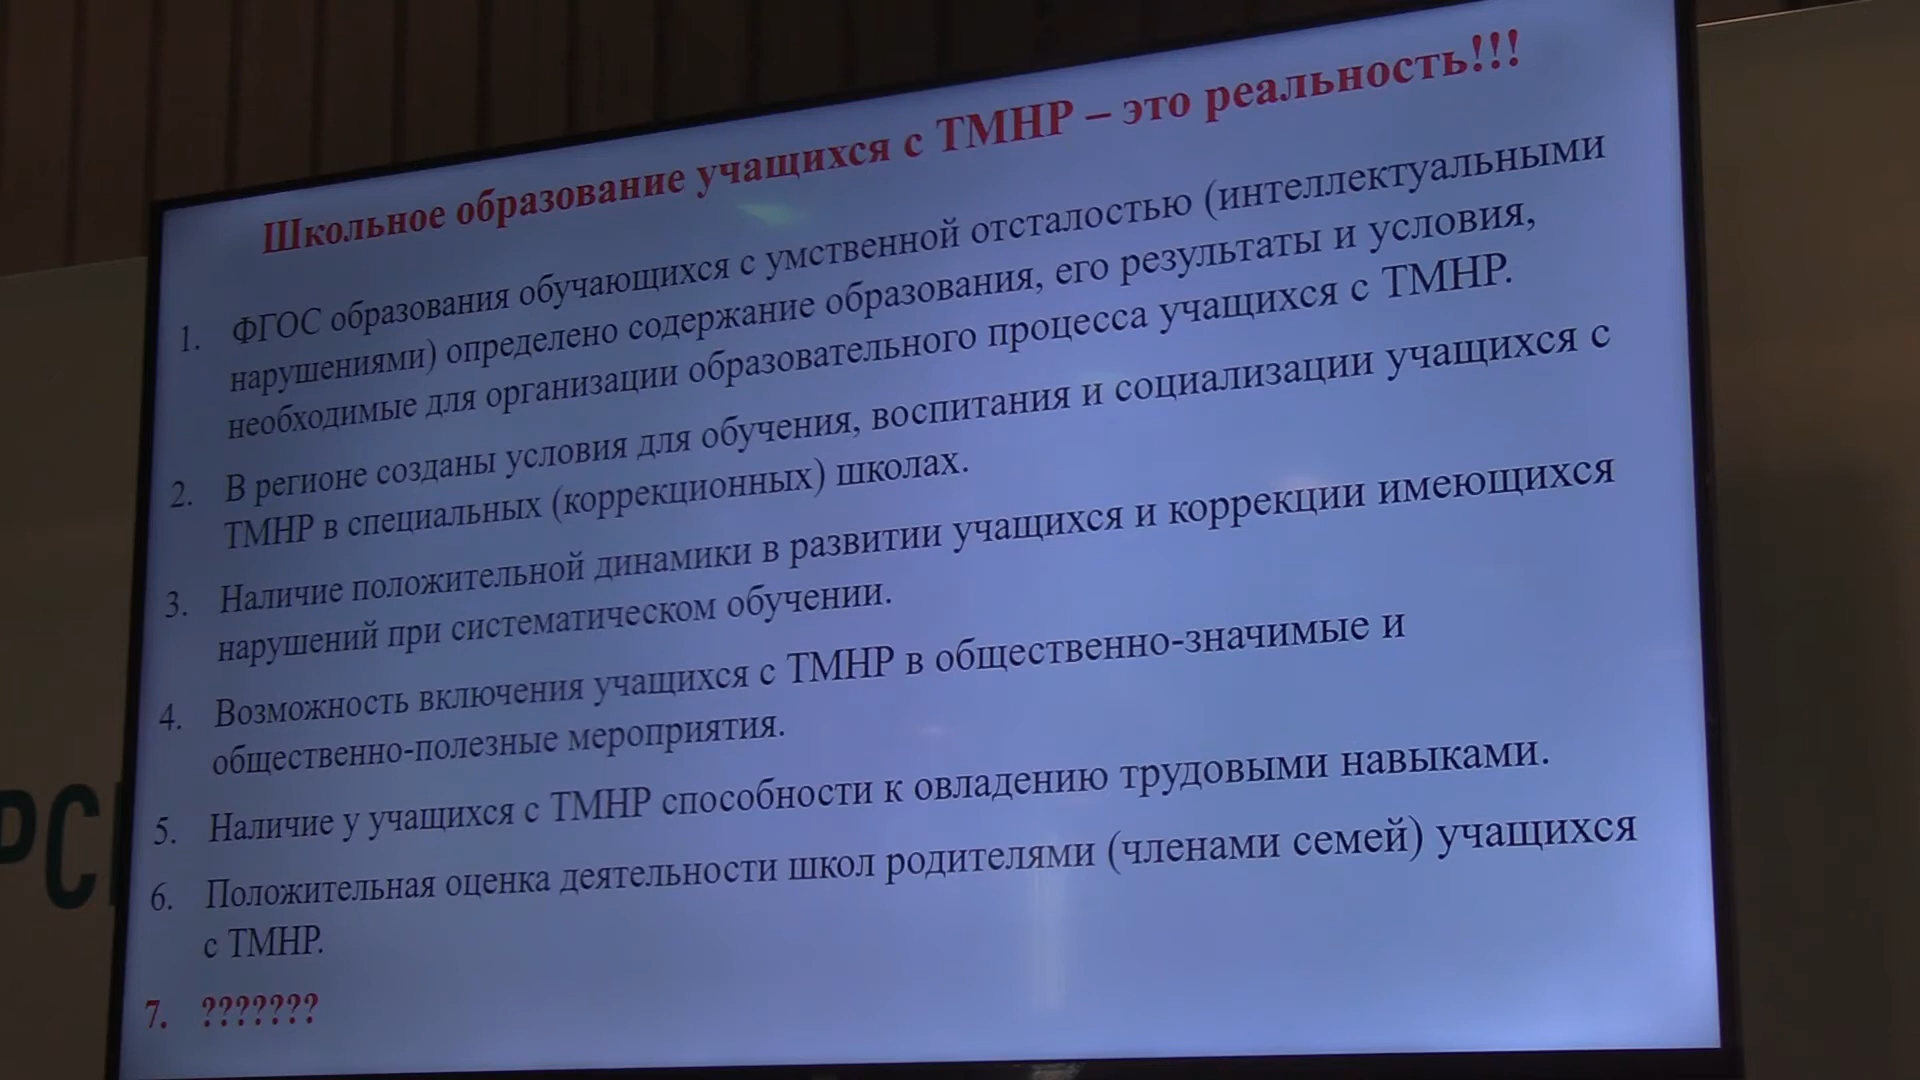 Школьное образование учащихся с ТМНР – это реальность!!!
1. ФГОС образования обучающихся с умственной отсталостью (интеллектуальными
нарушениями) определено содержание образования, его результаты и условия,
необходимые для организации образовательного процесса учащихся с ТМНР.
2. В регионе созданы условия для обучения, воспитания и социализации учащихся с
ТМНР в специальных (коррекционных) школах.
3. Наличие положительной динамики в развитии учащихся и коррекции имеющихся
нарушений при систематическом обучении.
4. Возможность включения учащихся с ТМНР в общественно-значимые и
общественно-полезные мероприятия.
5. Наличие у учащихся с ТМНР способности к овладению трудовыми навыками.
6. Положительная оценка деятельности школ родителями (членами семей) учащихся
с ТМНР.
7. ???????